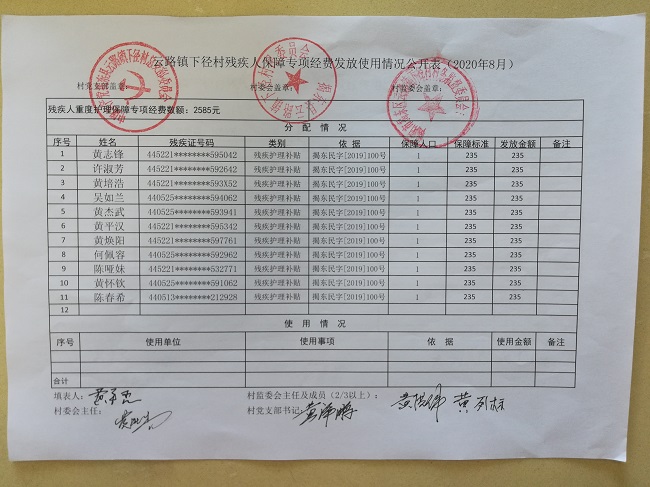 云路镇下径村残疾人保障专项经费发放使用情况公开表（2020年8月）
村党支部盖章： 村委会盖章： 村监委会盖章：
残疾人重度护理保障专项经费数额：2585元
分 配 情 况
序号 姓名 残疾证号码 类别 依 据 保障人口 保障标准 发放金额 备注
1 黄志锋 445221********595042 残疾护理补贴 揭东民字[2019]100号 1 235 235
2 许淑芳 445221********592642 残疾护理补贴 揭东民字[2019]100号 1 235 235
3 黄培浩 445221********593X52 残疾护理补贴 揭东民字[2019]100号 1 235 235
4 吴如兰 440525********594062 残疾护理补贴 揭东民字[2019]100号 1 235 235
5 黄杰武 440525********593941 残疾护理补贴 揭东民字[2019]100号 1 235 235
6 黄平汉 440525********595342 残疾护理补贴 揭东民字[2019]100号 1 235 235
7 黄焕阳 445221********597761 残疾护理补贴 揭东民字[2019]100号 1 235 235
8 何佩容 440525********592962 残疾护理补贴 揭东民字[2019]100号 1 235 235
9 陈哑妹 445221********532771 残疾护理补贴 揭东民字[2019]100号 1 235 235
10 黄怀钦 440525********591062 残疾护理补贴 揭东民字[2019]100号 1 235 235
11 陈春希 440513********212928 残疾护理补贴 揭东民字[2019]100号 1 235 235
12
使 用 情 况
序号 使用单位 使用事项 依 据 使用金额 备注
合计
填表人： 村监委会主任及成员（2/3以上）： 黄列标
村委会主任： 村党支部书记：